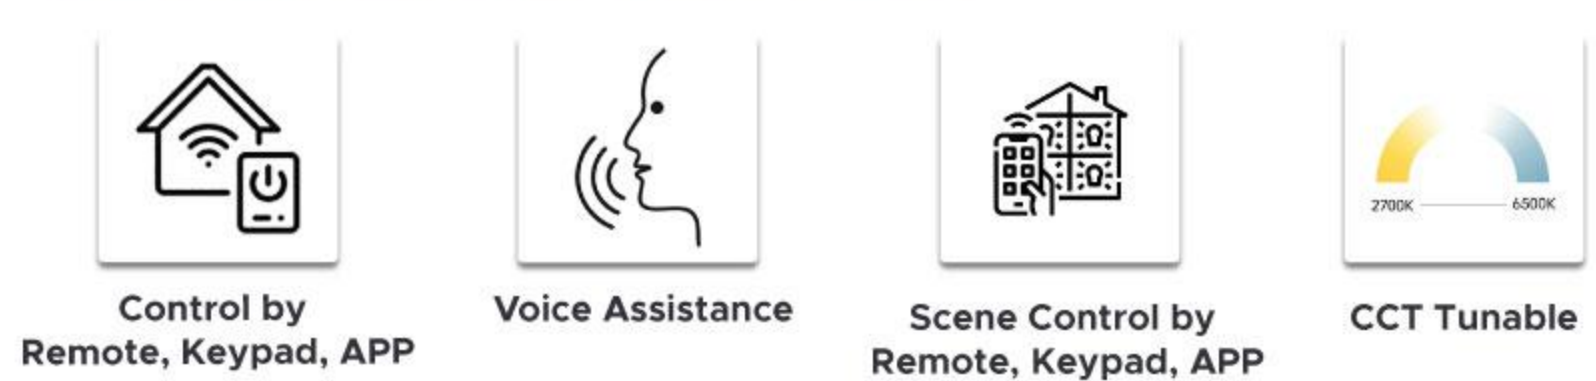 2700K
6500K
Control by
Remote, Keypad, APP
Voice Assistance
Scene Control by
Remote, Keypad, APP
CCT Tunable